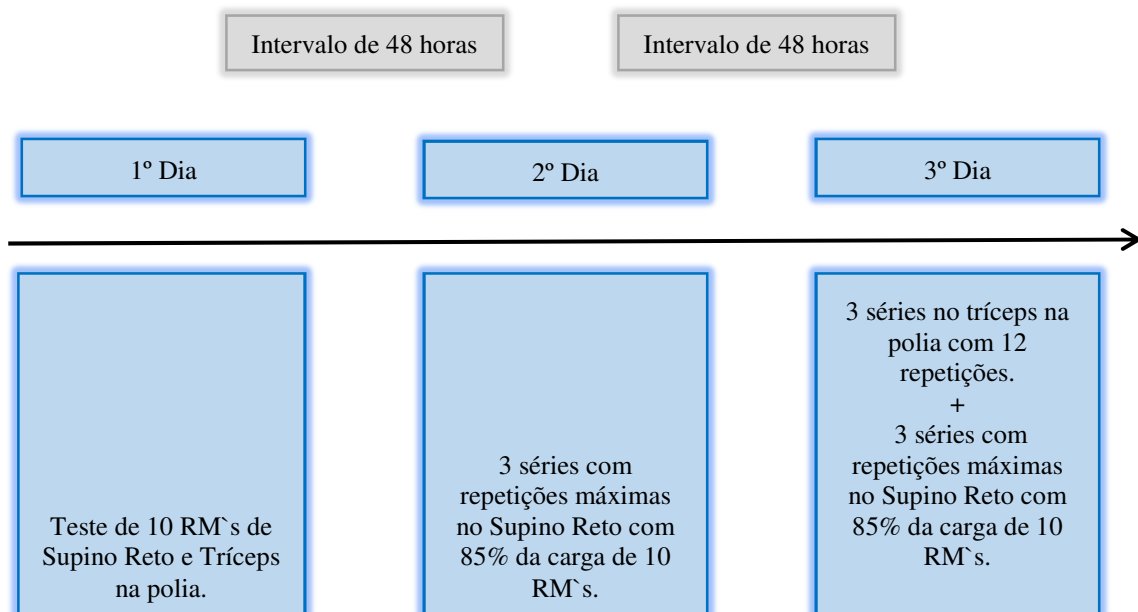 Intervalo de 48 horas
Intervalo de 48 horas
1º Dia
2º Dia
3º Dia
Teste de 10 RM`s de
Supino Reto e Tríceps
na polia.
3 séries com
repetições máximas
no Supino Reto com
85% da carga de 10
RM`s.
3 séries no tríceps na
polia com 12
repetições.
+
3 séries com
repetições máximas
no Supino Reto com
85% da carga de 10
RM`s.